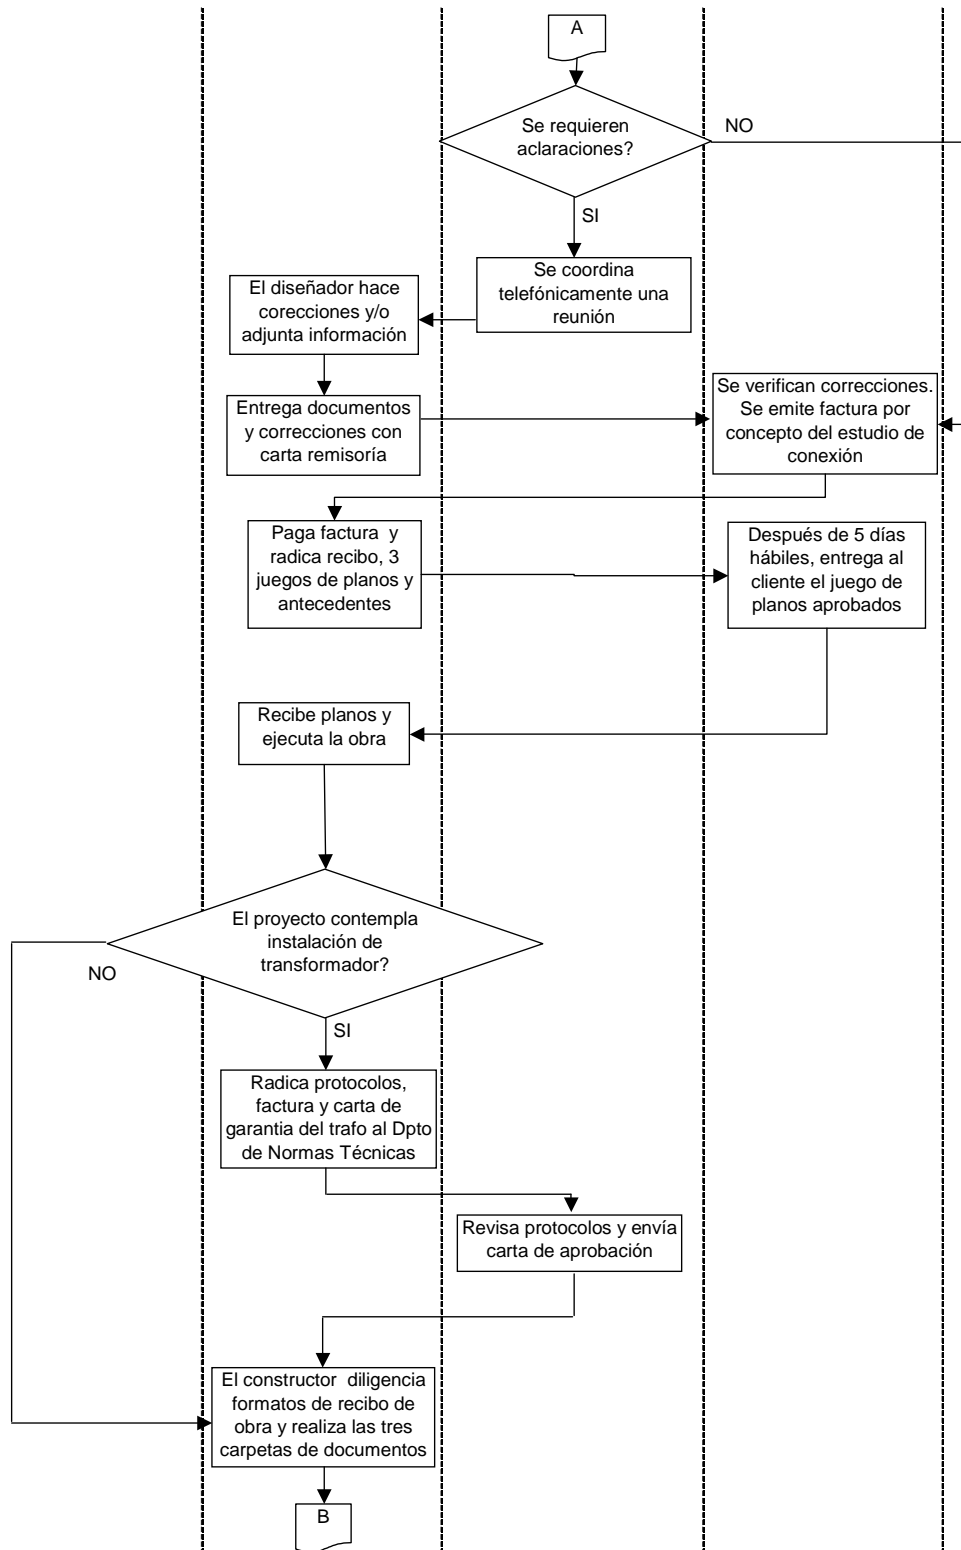 A
Se requieren
aclaraciones?
NO
SI
Se coordina
telefónicamente una
reunión
El diseñador hace
corecciones y/o
adjunta información
Entrega documentos
y correcciones con
carta remisoría
Se verifican correcciones.
Se emite factura por
concepto del estudio de
conexión
Paga factura y
radica recibo, 3
juegos de planos y
antecedentes
Después de 5 días
hábiles, entrega al
cliente el juego de
planos aprobados
Recibe planos y
ejecuta la obra
El proyecto contempla
instalación de
transformador?
NO
SI
Radica protocolos,
factura y carta de
garantia del trafo al Dpto
de Normas Técnicas
Revisa protocolos y envía
carta de aprobación
El constructor diligencia
formatos de recibo de
obra y realiza las tres
carpetas de documentos
B